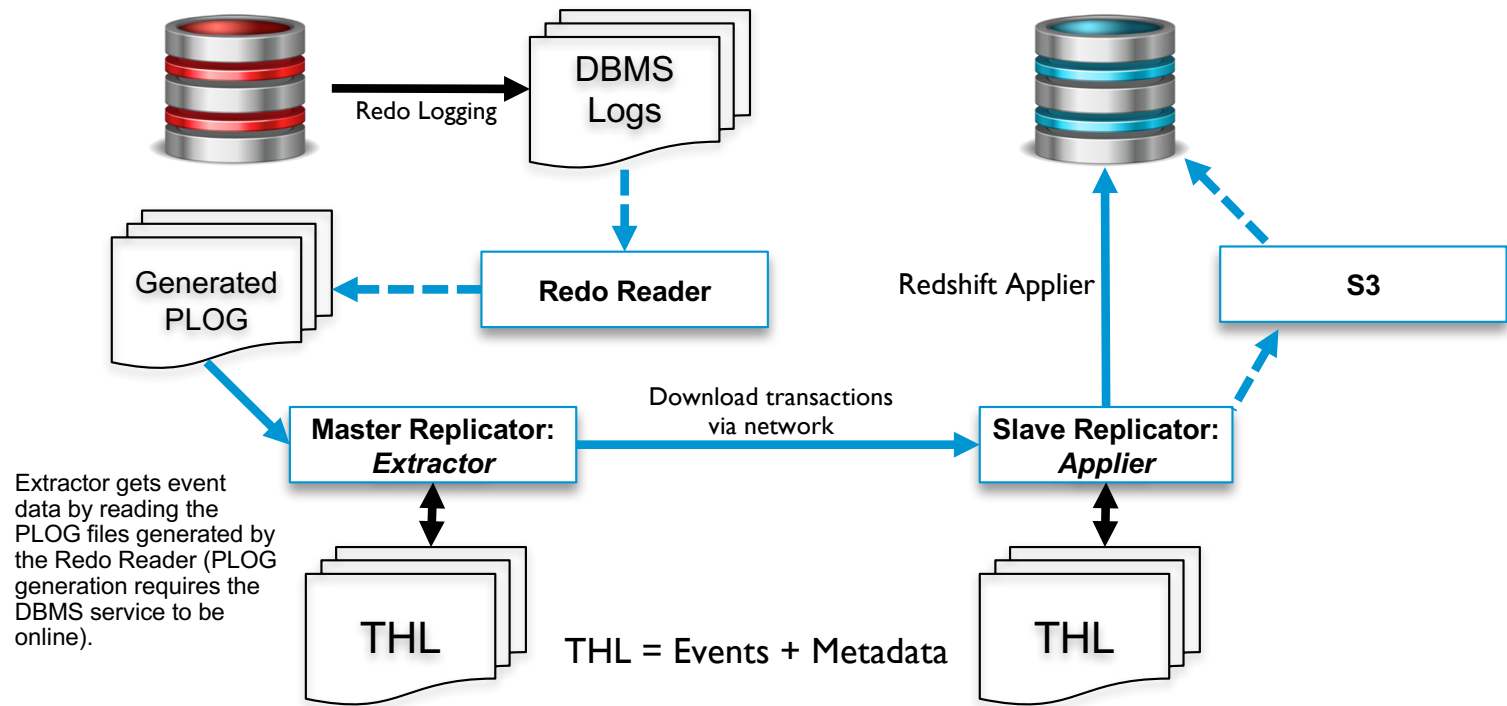 DBMS
Logs
Redo Logging
Generated
PLOG
Redo Reader
Redshift Applier
S3
Download transactions
via network
Master Replicator:
Extractor
Slave Replicator:
Applier
Extractor gets event
data by reading the
PLOG files generated by
the Redo Reader (PLOG
generation requires the
DBMS service to be
online).
THL
THL = Events + Metadata
THL